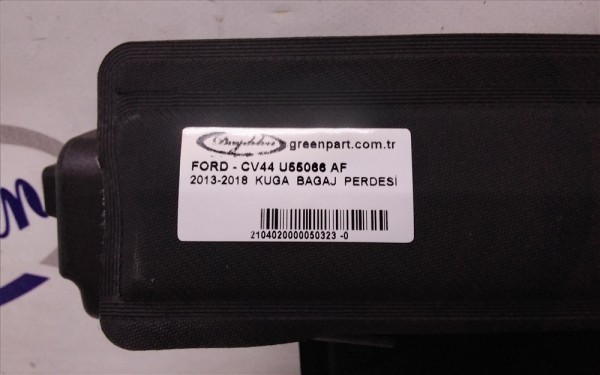 greenpart.com.tr
FORD - CV44 U55066 AF
2013-2018 KUGA BAGAJ PERDESİ
2104020000050323 -0